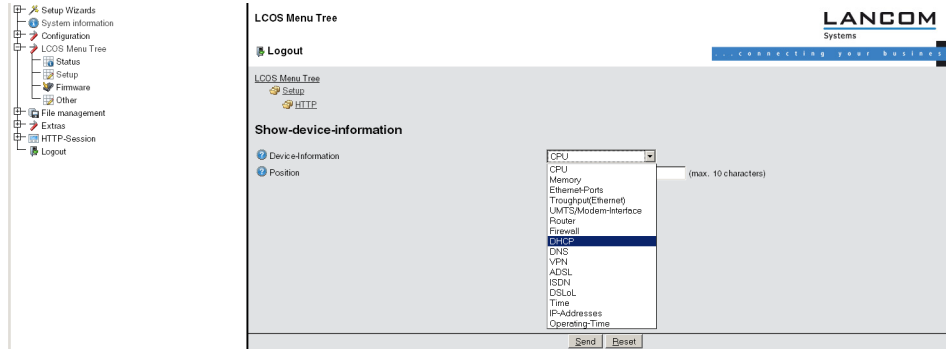 Setup Wizards
System information
Configuration
LCOS Menu Tree
Status
Setup
Firmware
Other
File management
Extras
HTTP-Session
Logout
LCOS Menu Tree
LANCOM
Systems
Logout
...connecting your busines
LCOS Menu Tree
Setup
HTTP
Show-device-information
Device-Information
CPU
Position
(max. 10 characters)
CPU
Memory
Ethernet-Ports
Troughput(Ethernet)
UMTS/Modem-Interface
Router
Firewall
DHCP
DNS
VPN
ADSL
ISDN
DSLoL
Time
IP-Addresses
Operating-Time
Send Reset